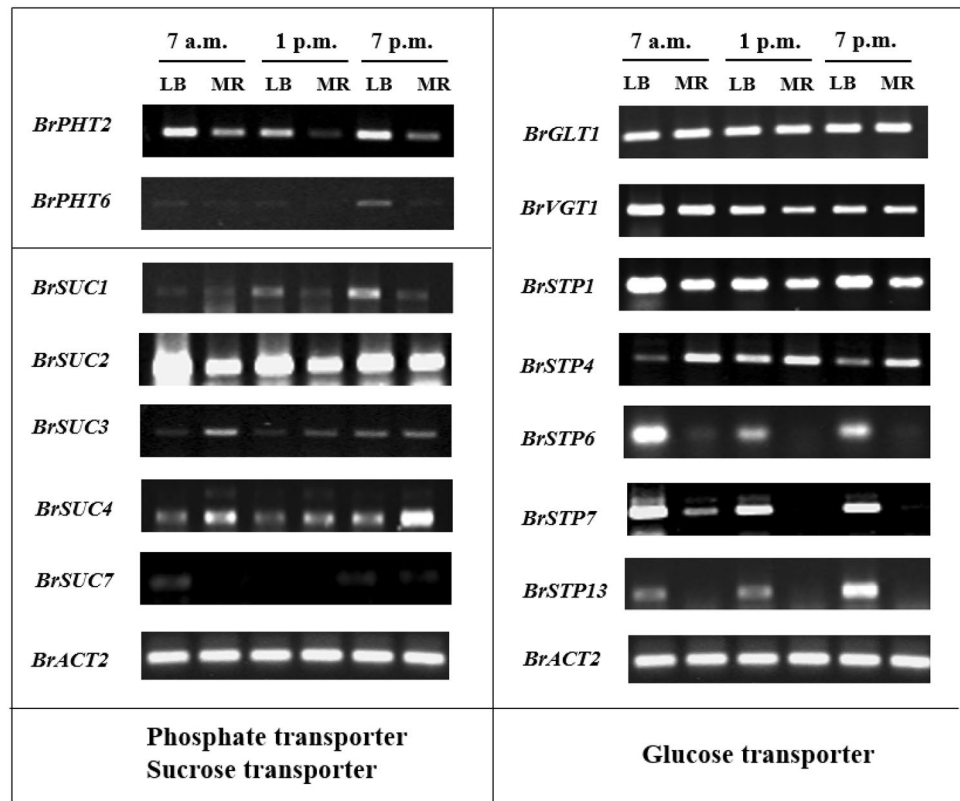 7 a.m. 1 p.m. 7 p.m.
LB MR LB MR LB MR
BrPHT2
BrPHT6
BrSUC1
BrSUC2
BrSUC3
BrSUC4
BrSUC7
BrACT2
Phosphate transporter
Sucrose transporter
7 a.m. 1 p.m. 7 p.m.
LB MR LB MR LB MR
BrGLT1
BrVGT1
BrSTP1
BrSTP4
BrSTP6
BrSTP7
BrSTP13
BrACT2
Glucose transporter